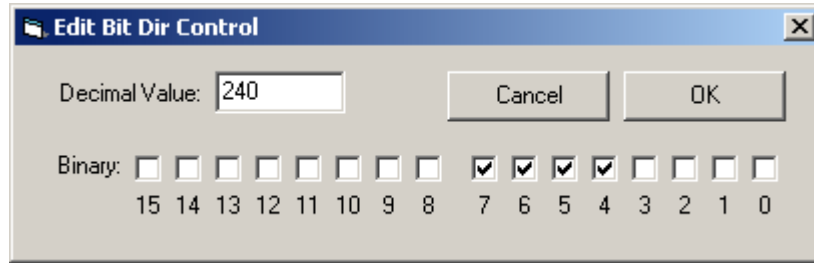 Edit Bit Dir Control
Decimal Value: 240 Cancel OK
Binary:
15 14 13 12 11 10 9 8 7 6 5 4 3 2 1 0